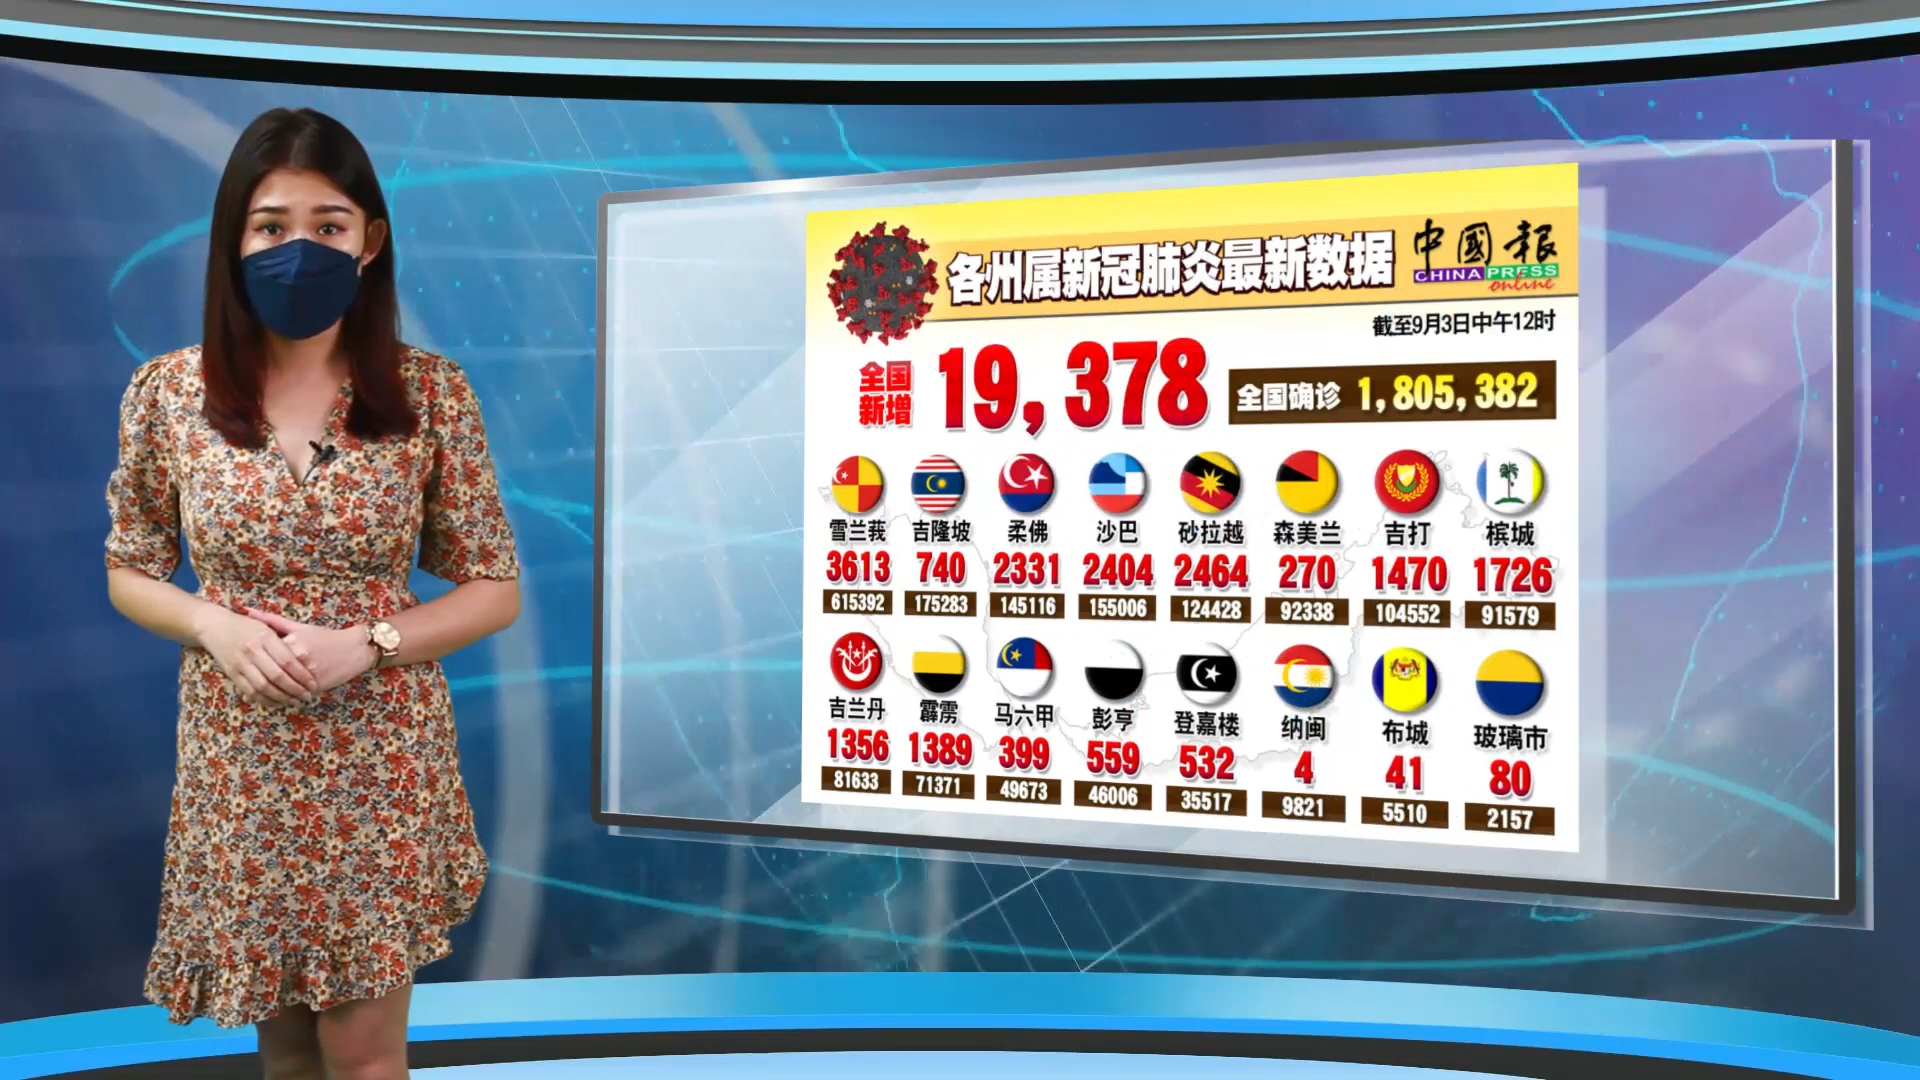 各州属新冠肺炎最新数据
中國報
CHINA PRESS
online
截至9月3日中午12时
全国新增 19,378
全国确诊 1,805,382
雪兰莪 吉隆坡 柔佛 沙巴 砂拉越 森美兰 吉打 槟城
3613 740 2331 2404 2464 270 1470 1726
615392 175283 145116 155006 124428 92338 104552 91579
吉兰丹 霹雳 马六甲 彭亨 登嘉楼 纳闽 布城 玻璃市
1356 1389 399 559 532 4 41 80
81633 71371 49673 46006 35517 9821 5510 2157